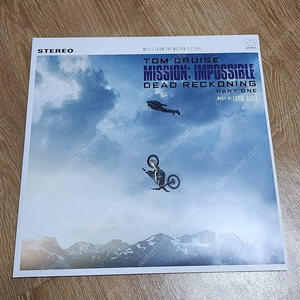 STEREO
MUSIC FROM THE MOTION PICTURE
TOM CRUISE
MISSION: IMPOSSIBLE
DEAD RECKONING
PART ONE
MUSIC BY LORNE BALFE